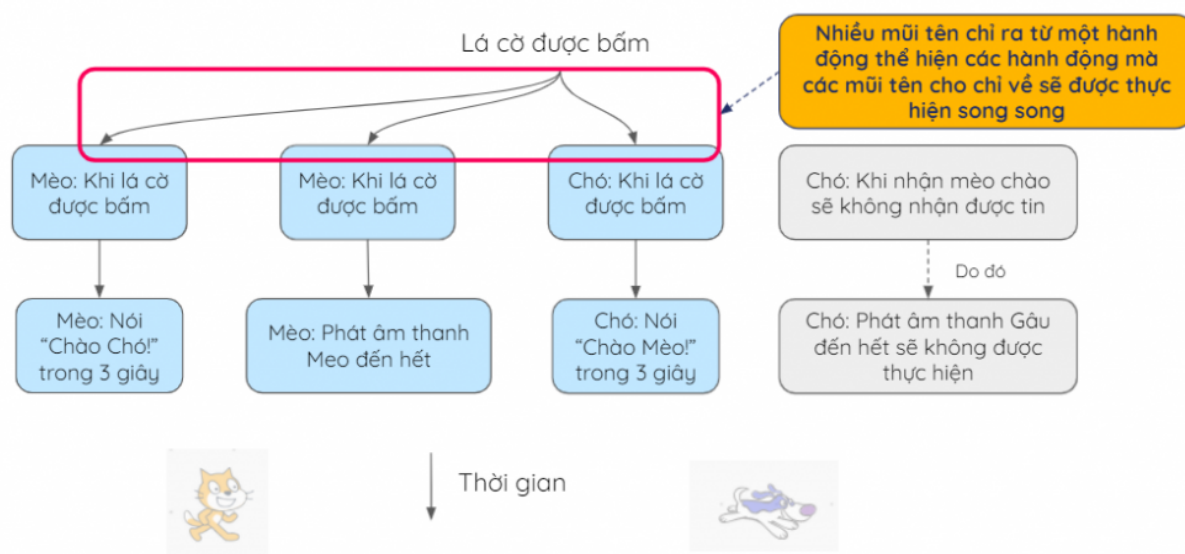 Lá cờ được bấm
Nhiều mũi tên chỉ ra từ một hành
động thể hiện các hành động mà
các mũi tên cho chỉ về sẽ được thực
hiện song song
Mèo: Khi lá cờ
được bấm
Mèo: Khi lá cờ
được bấm
Chó: Khi lá cờ
được bấm
Chó: Khi nhận mèo chào
sẽ không nhận được tin
Do đó
Mèo: Nói
“Chào Chó!”
trong 3 giây
Mèo: Phát âm thanh
Meo đến hết
Chó: Nói
“Chào Mèo!”
trong 3 giây
Chó: Phát âm thanh Gâu
đến hết sẽ không được
thực hiện
Thời gian